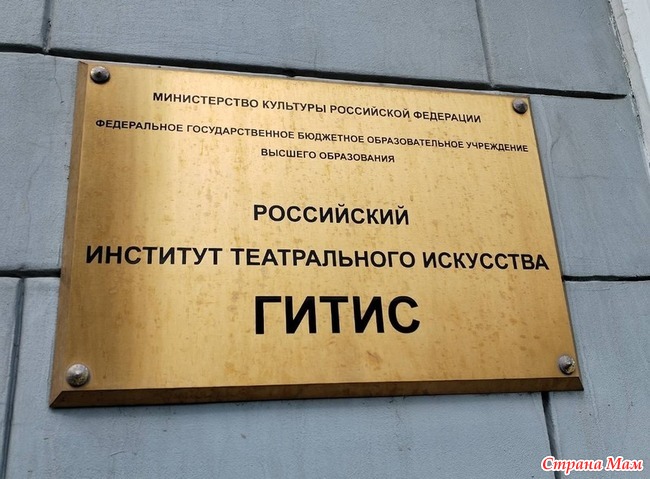 МИНИСТЕРСТВО КУЛЬТУРЫ РОССИЙСКОЙ ФЕДЕРАЦИИ
ФЕДЕРАЛЬНОЕ ГОСУДАРСТВЕННОЕ БЮДЖЕТНОЕ ОБРАЗОВАТЕЛЬНОЕ УЧРЕЖДЕНИЕ
ВЫСШЕГО ОБРАЗОВАНИЯ
РОССИЙСКИЙ
ИНСТИТУТ ТЕАТРАЛЬНОГО ИСКУССТВА
ГИТИС
Страна Мам